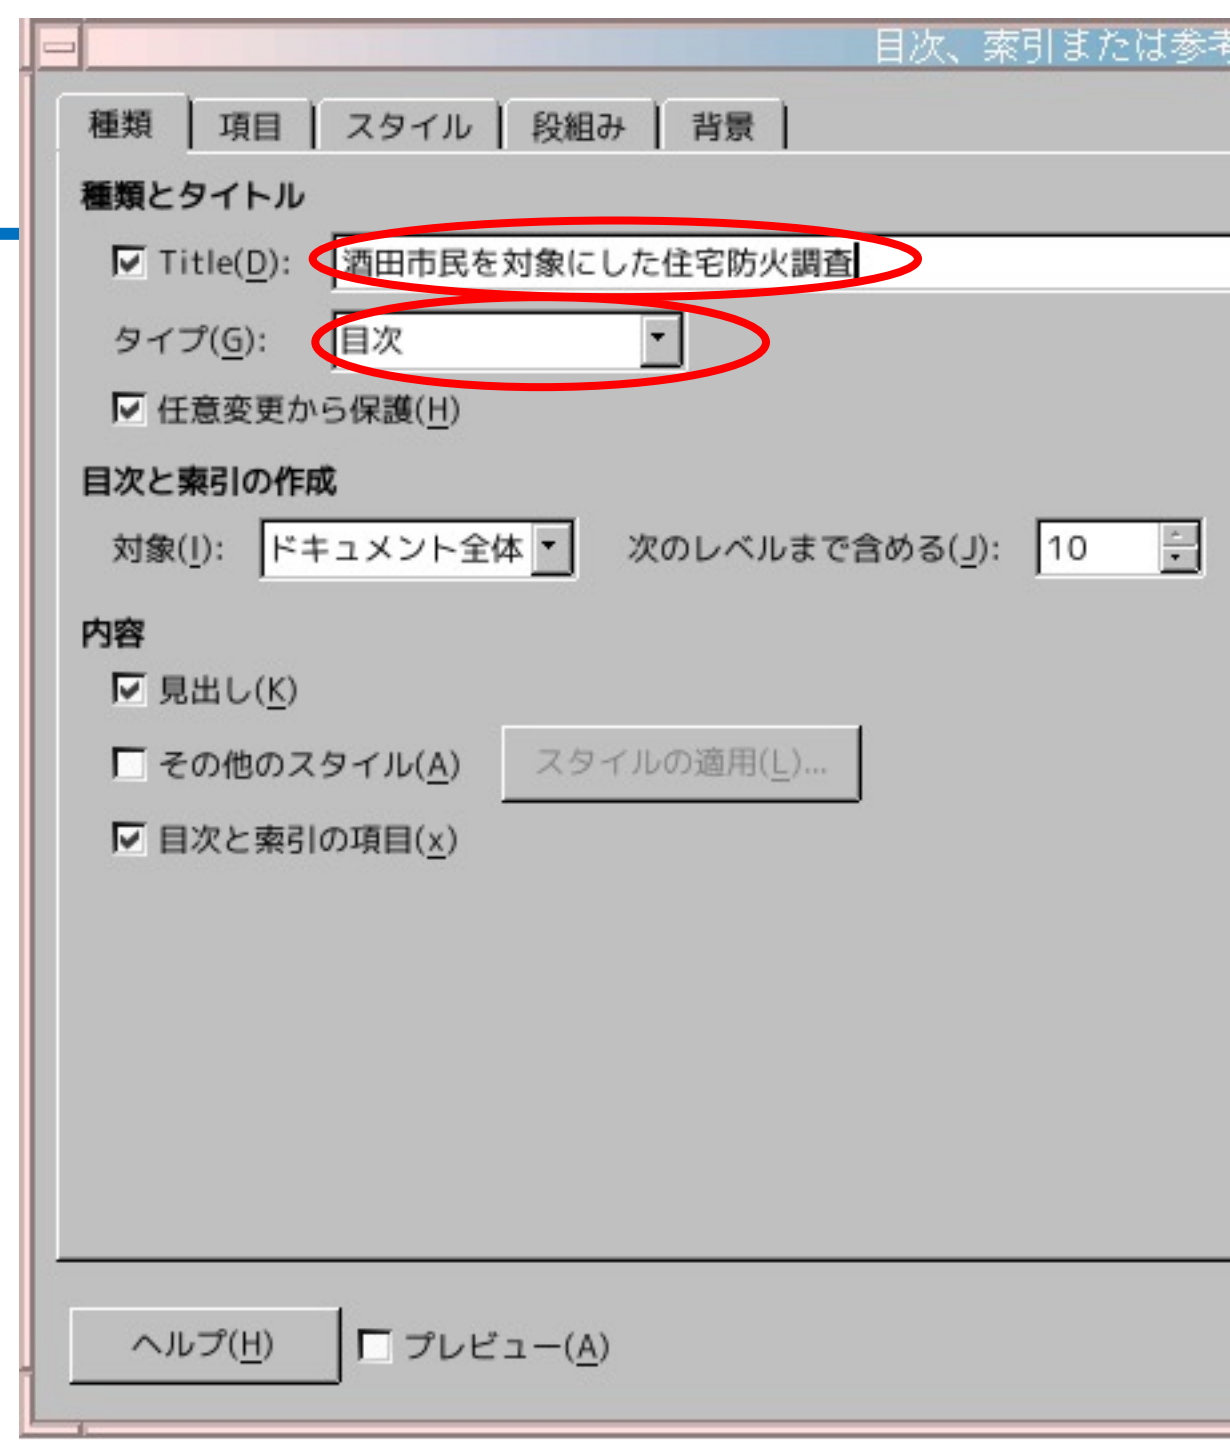 目次、索引または参考
種類 項目 スタイル 段組み 背景
種類とタイトル
Title(D): 酒田市民を対象にした住宅防火調査
タイプ(G): 目次
任意変更から保護(H)
目次と索引の作成
対象(I): ドキュメント全体 次のレベルまで含める(J): 10
内容
見出し(K)
その他のスタイル(A) スタイルの適用(L)...
目次と索引の項目(x)
ヘルプ(H) プレビュー(A)